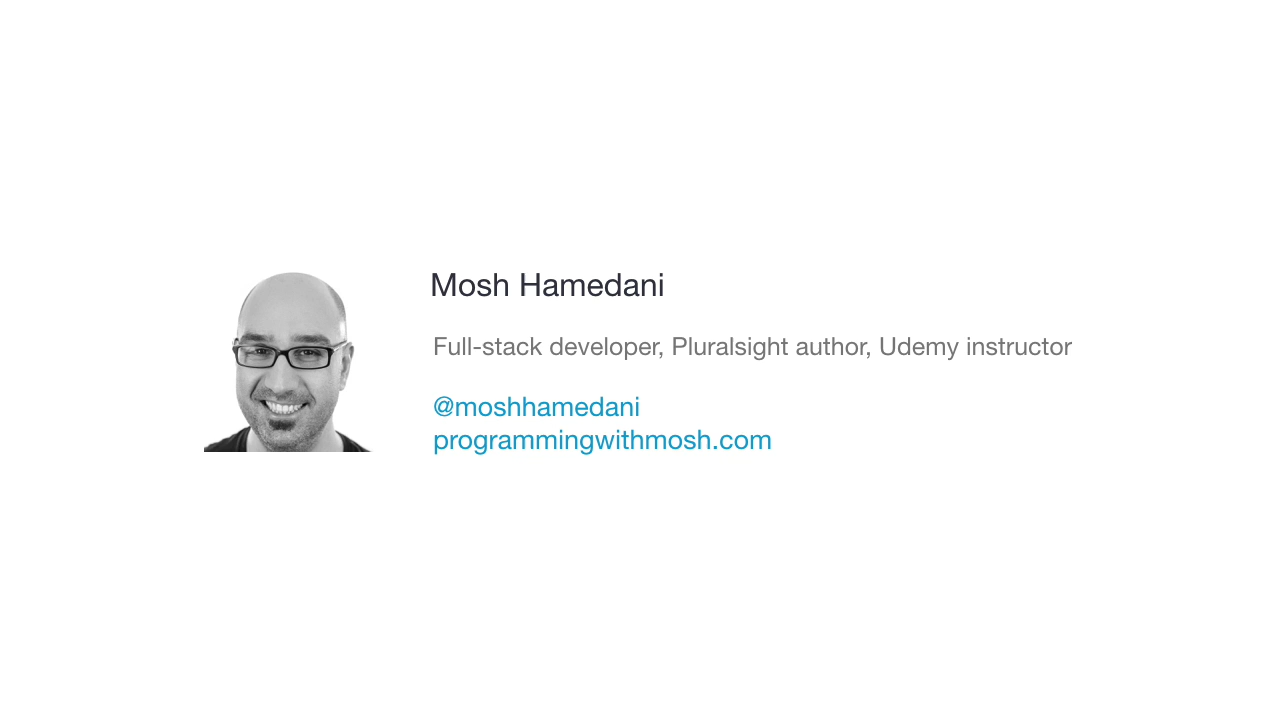 Mosh Hamedani
Full-stack developer, Pluralsight author, Udemy instructor
@moshhamedani
programmingwithmosh.com